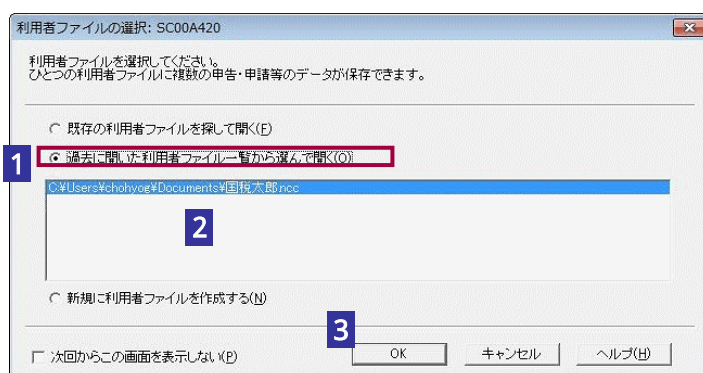 利用者ファイルの選択: SC00A420
利用者ファイルを選択してください。
ひとつの利用者ファイルに複数の申告・申請等のデータが保存できます。
既存の利用者ファイルを探して開く(F)
1
過去に開いた利用者ファイル一覧から選んで開く(O)
C:¥Users¥chohyog¥Documents¥国税太郎.ncc
2
新規に利用者ファイルを作成する(N)
3
次回からこの画面を表示しない(P)
OK
キャンセル
ヘルプ(H)